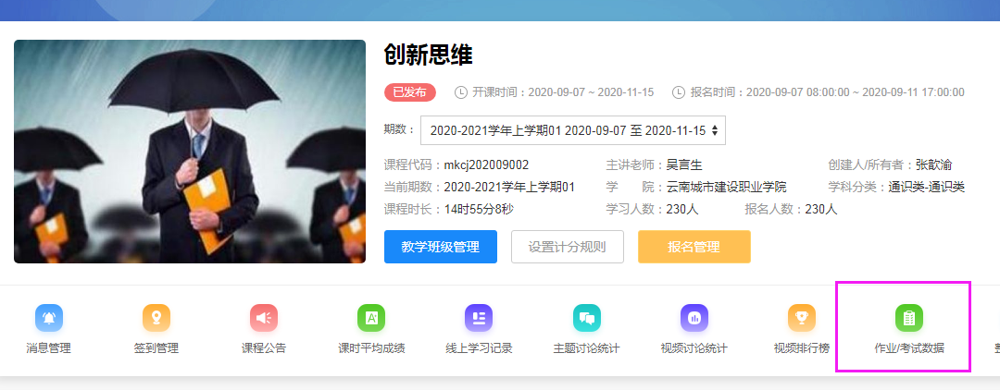 创新思维
已发布 开课时间：2020-09-07 ~ 2020-11-15 报名时间：2020-09-07 08:00:00 ~ 2020-09-11 17:00:00
期数： 2020-2021学年上学期01 2020-09-07 至 2020-11-15
课程代码：mkcj202009002 主讲老师：吴言生 创建人/所有者：张歆渝
当前期数：2020-2021学年上学期01 学 院：云南城市建设职业学院 学科分类：通识类-通识类
课程时长：14时55分8秒 学习人数：230人 报名人数：230人
教学班级管理 设置计分规则 报名管理
消息管理 签到管理 课程公告 课时平均成绩 线上学习记录 主题讨论统计 视频讨论统计 视频排行榜 作业/考试数据